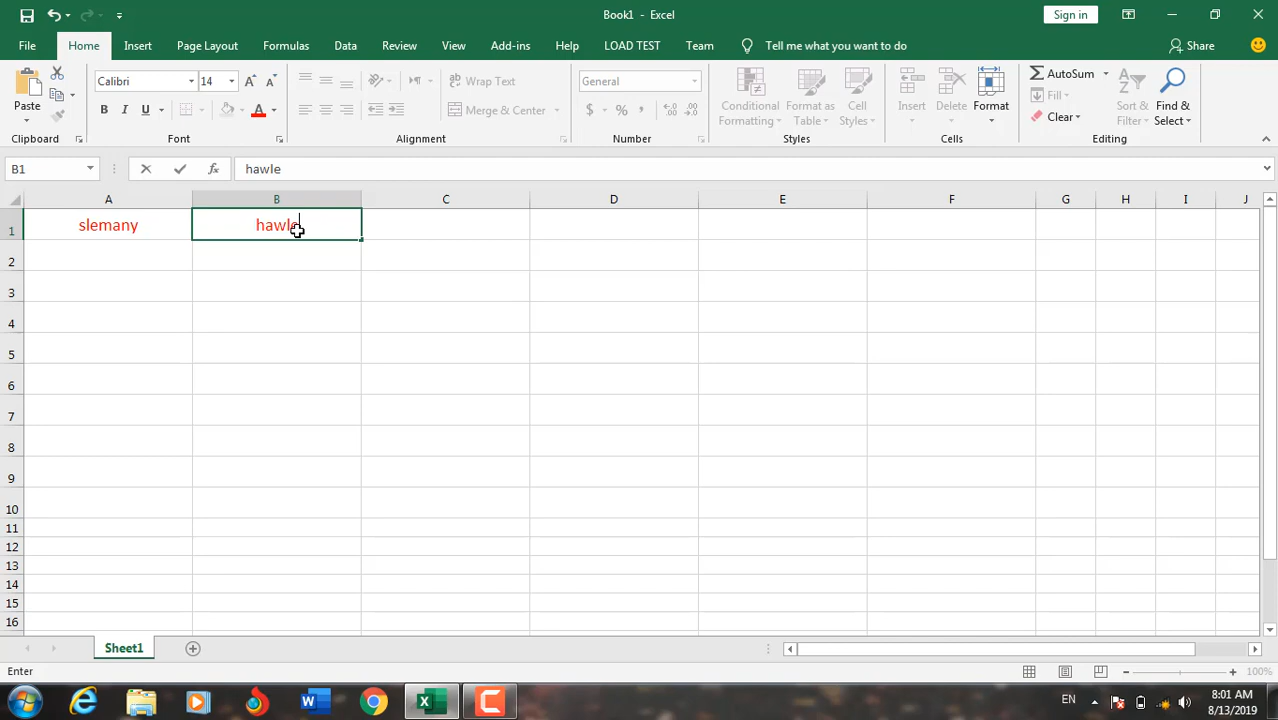 Book1 - Excel
Sign in
File Home Insert Page Layout Formulas Data Review View Add-ins Help LOAD TEST Team Tell me what you want to do Share
Paste
Clipboard
Calibri 14
B I U A
Font
Wrap Text
Merge & Center
Alignment
General
$ % ,
Number
Conditional Formatting
Format as Table
Cell Styles
Styles
Insert
Delete
Format
Cells
AutoSum
Fill
Clear
Sort & Filter
Find & Select
Editing
B1 fx hawle
A B C D E F G H I J
1 slemany hawle
2
3
4
5
6
7
8
9
10
11
12
13
14
15
16
Sheet1
Enter 100%
EN 8:01 AM
8/13/2019